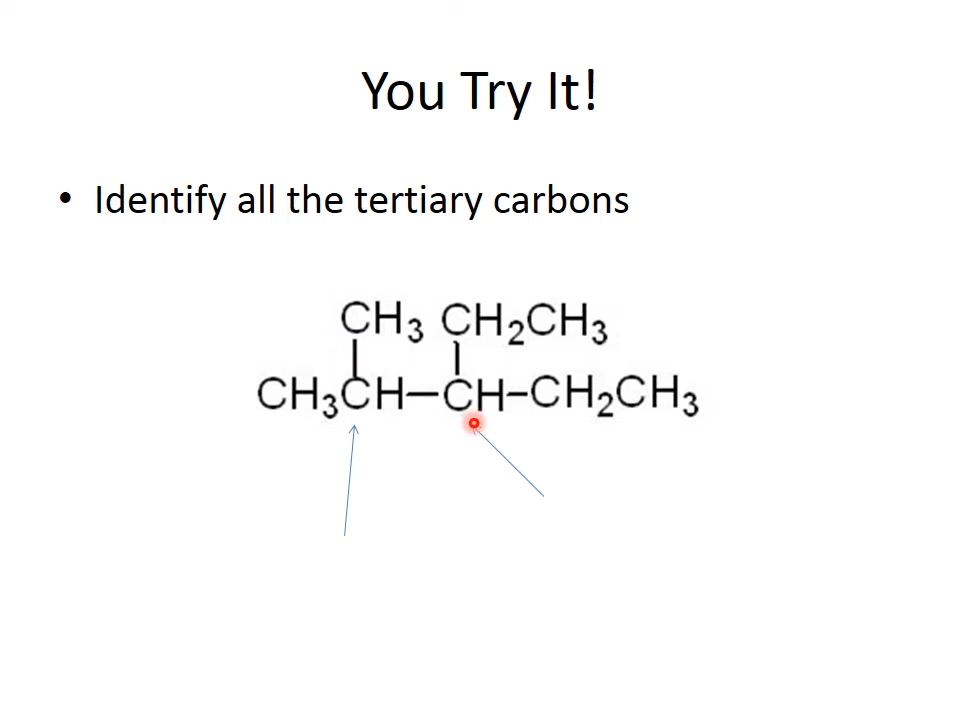 You Try It!
• Identify all the tertiary carbons
CH₃ CH₂CH₃
CH₃CH–CH–CH₂CH₃